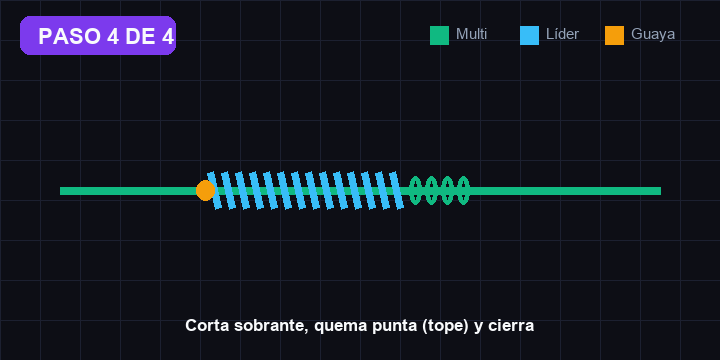 PASO 4 DE 4
Multi
Líder
Guaya
Corta sobrante, quema punta (tope) y cierra